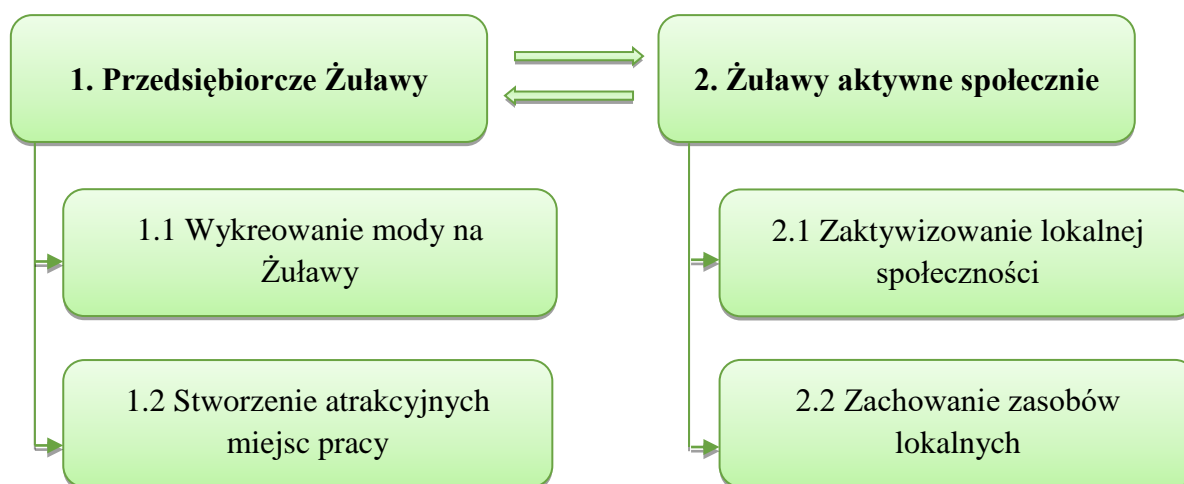 1. Przedsiębiorcze Żuławy
2. Żuławy aktywne społecznie
1.1 Wykreowanie mody na
Żuławy
2.1 Zaktywizowanie lokalnej
społeczności
1.2 Stworzenie atrakcyjnych
miejsc pracy
2.2 Zachowanie zasobów
lokalnych